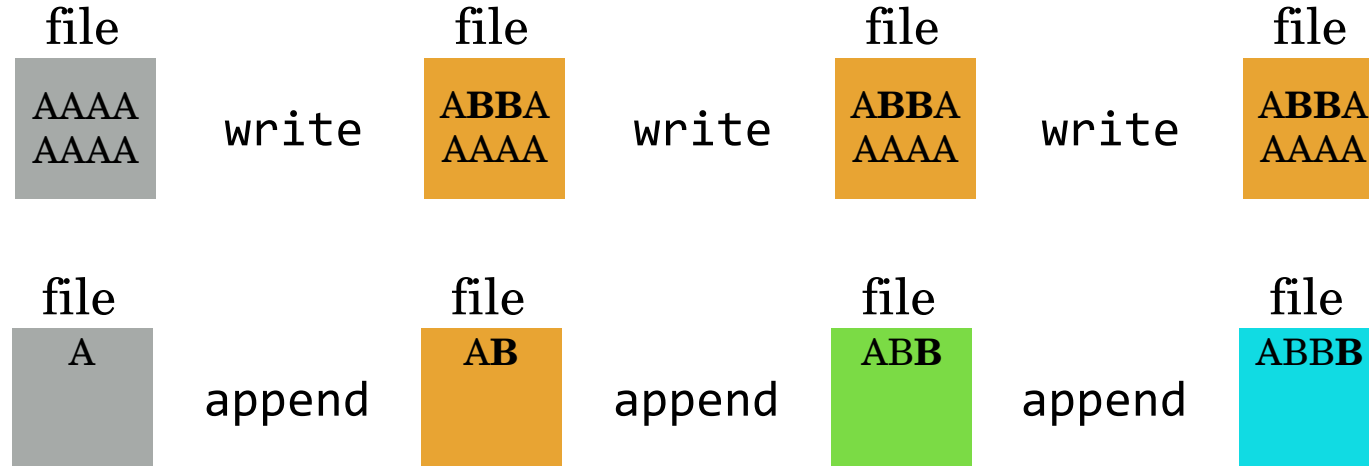 file file file file
AAAA write ABBA write ABBA write ABBA
AAAA AAAA AAAA AAAA
file file file file
A AB ABB ABBB
append append append